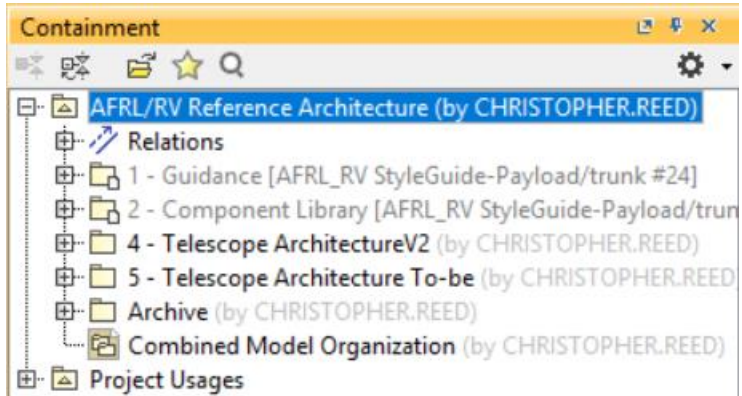 Containment
AFRL/RV Reference Architecture (by CHRISTOPHER.REED)
Relations
1 - Guidance [AFRL_RV StyleGuide-Payload/trunk #24]
2 - Component Library [AFRL_RV StyleGuide-Payload/trun
4 - Telescope ArchitectureV2 (by CHRISTOPHER.REED)
5 - Telescope Architecture To-be (by CHRISTOPHER.REED
Archive (by CHRISTOPHER.REED)
Combined Model Organization (by CHRISTOPHER.REED)
Project Usages